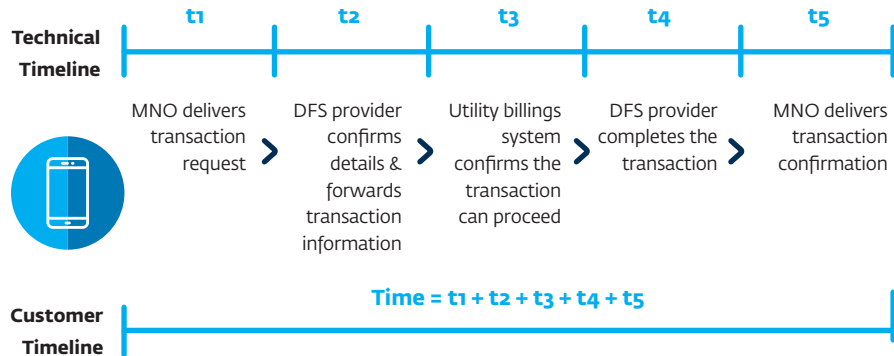 t1 t2 t3 t4 t5
Technical
Timeline
MNO delivers
transaction
request
DFS provider
confirms
details &
forwards
transaction
information
Utility billings
system
confirms the
transaction
can proceed
DFS provider
completes the
transaction
MNO delivers
transaction
confirmation
Time = t1 + t2 + t3 + t4 + t5
Customer
Timeline